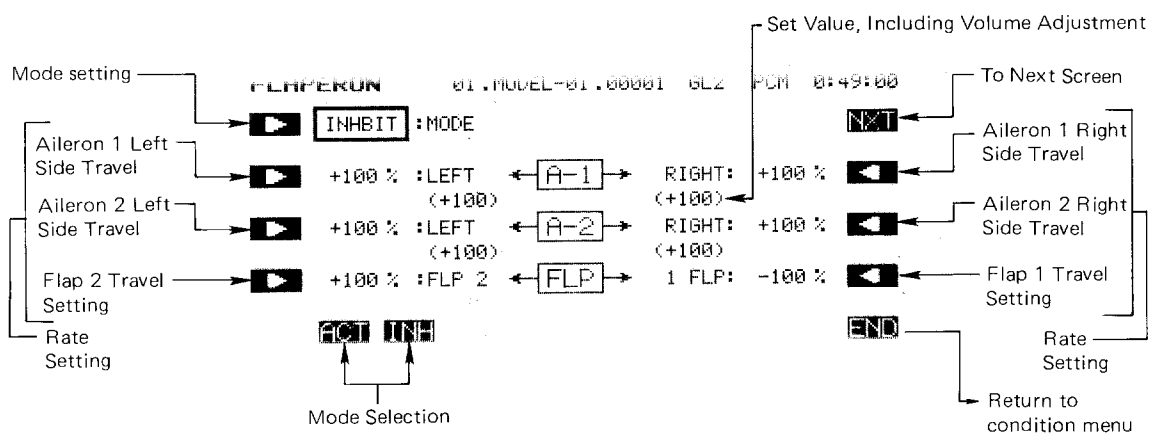 Set Value, Including Volume Adjustment
Mode setting
FLAPERON 01.MODEL-01.00001 GL2 PCM 0:49:00
To Next Screen
INHBIT :MODE
NXT
Aileron 1 Left
Side Travel
Aileron 1 Right
Side Travel
+100 % :LEFT A-1 RIGHT: +100 %
(+100) (+100)
Aileron 2 Left
Side Travel
Aileron 2 Right
Side Travel
+100 % :LEFT A-2 RIGHT: +100 %
(+100) (+100)
Flap 2 Travel
Setting
+100 % :FLP 2 FLP 1 FLP: -100 %
Flap 1 Travel
Setting
Rate
Setting
ACT INH
END
Rate
Setting
Mode Selection
Return to
condition menu